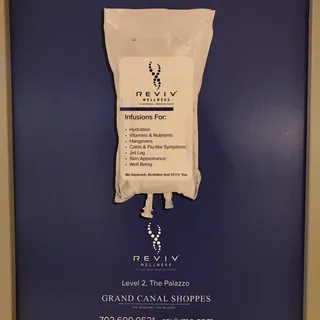 REVIV
WELLNESS
Infusions For:
• Hydration
• Vitamins & Nutrients
• Hangovers
• Colds & Flu-like Symptoms
• Jet Lag
• Skin Appearance
• Well Being
We Replenish, Revitalize And REVIV You.
REVIV
WELLNESS
Level 2, The Palazzo
GRAND CANAL SHOPPES